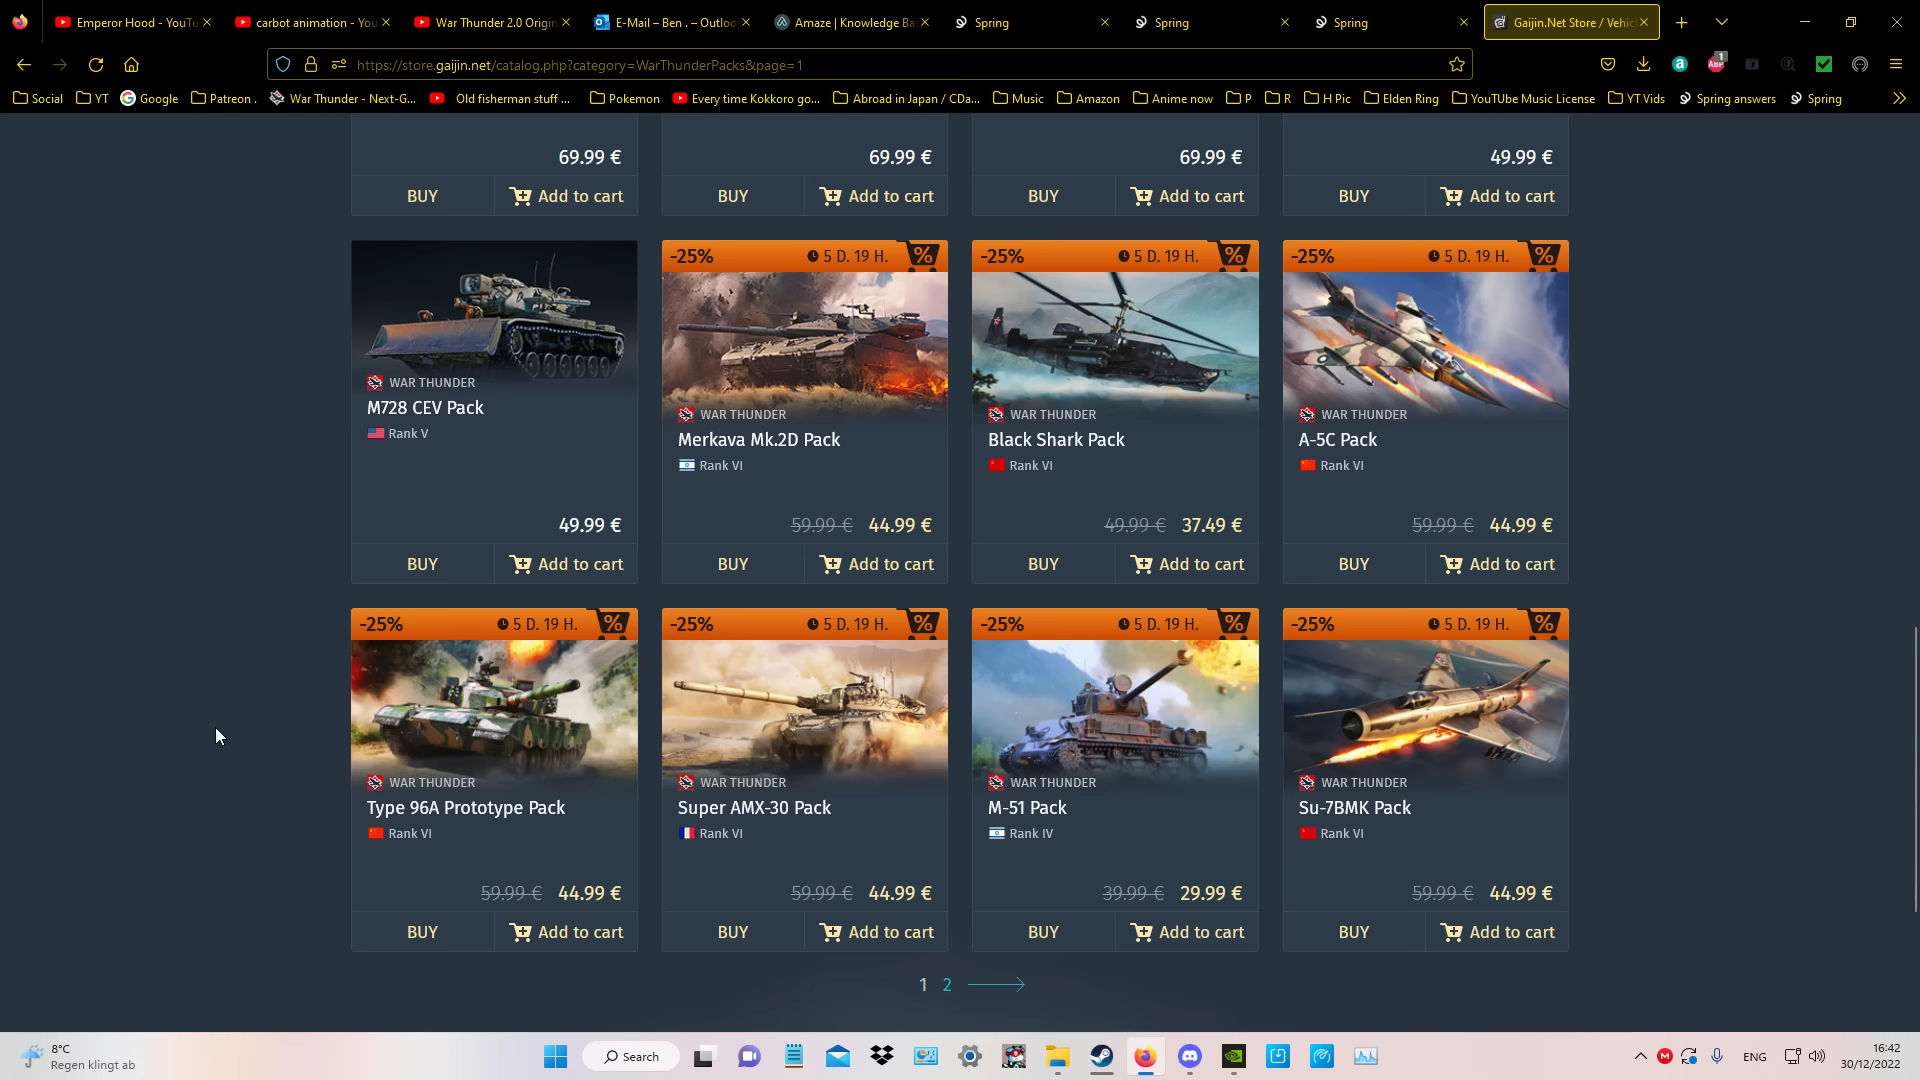 Emperor Hood - YouTu
carbot animation - You
War Thunder 2.0 Origin
E-Mail – Ben . – Outloo
Amaze | Knowledge Ba
Spring
Spring
Spring
Gaijin.Net Store / Vehic
https://store.gaijin.net/catalog.php?category=WarThunderPacks&page=1
1
ABP
Social
YT
Google
Patreon .
War Thunder - Next-G...
Old fisherman stuff ...
Pokemon
Every time Kokkoro go...
Abroad in Japan / CDa...
Music
Amazon
Anime now
P
R
H Pic
Elden Ring
YouTUbe Music License
YT Vids
Spring answers
Spring
69.99 €
69.99 €
69.99 €
49.99 €
BUY Add to cart
BUY Add to cart
BUY Add to cart
BUY Add to cart
WAR THUNDER
M728 CEV Pack
Rank V
49.99 €
BUY Add to cart
-25% 5 D. 19 H. %
WAR THUNDER
Merkava Mk.2D Pack
Rank VI
59.99 € 44.99 €
BUY Add to cart
-25% 5 D. 19 H. %
WAR THUNDER
Black Shark Pack
Rank VI
49.99 € 37.49 €
BUY Add to cart
-25% 5 D. 19 H. %
WAR THUNDER
A-5C Pack
Rank VI
59.99 € 44.99 €
BUY Add to cart
-25% 5 D. 19 H. %
WAR THUNDER
Type 96A Prototype Pack
Rank VI
59.99 € 44.99 €
BUY Add to cart
-25% 5 D. 19 H. %
WAR THUNDER
Super AMX-30 Pack
Rank VI
59.99 € 44.99 €
BUY Add to cart
-25% 5 D. 19 H. %
WAR THUNDER
M-51 Pack
Rank IV
39.99 € 29.99 €
BUY Add to cart
-25% 5 D. 19 H. %
WAR THUNDER
Su-7BMK Pack
Rank VI
59.99 € 44.99 €
BUY Add to cart
1 2
8°C
Regen klingt ab
Search
ENG
16:42
30/12/2022